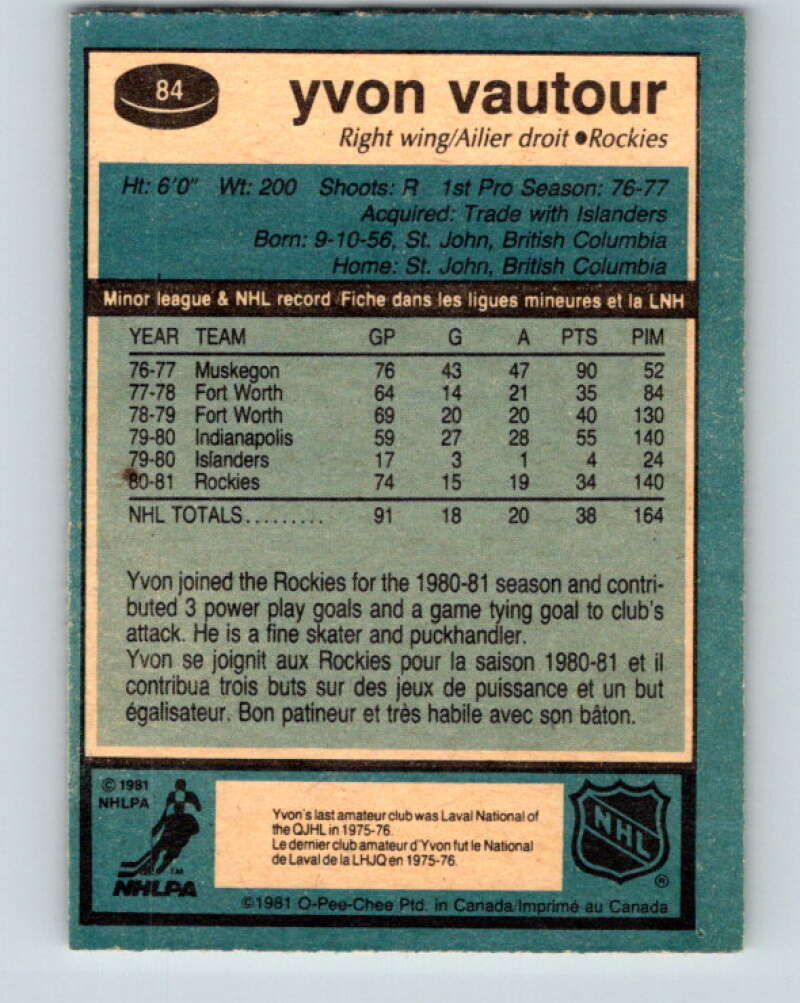 84
yvon vautour
Right wing/Ailier droit ●Rockies
Ht: 6'0" Wt: 200 Shoots: R 1st Pro Season: 76-77
Acquired: Trade with Islanders
Born: 9-10-56, St. John, British Columbia
Home: St. John, British Columbia
Minor league & NHL record/Fiche dans les ligues mineures et la LNH
YEAR TEAM GP G A PTS PIM
76-77 Muskegon 76 43 47 90 52
77-78 Fort Worth 64 14 21 35 84
78-79 Fort Worth 69 20 20 40 130
79-80 Indianapolis 59 27 28 55 140
79-80 Islanders 17 3 1 4 24
80-81 Rockies 74 15 19 34 140
NHL TOTALS......... 91 18 20 38 164
Yvon joined the Rockies for the 1980-81 season and contri-
buted 3 power play goals and a game tying goal to club's
attack. He is a fine skater and puckhandler.
Yvon se joignit aux Rockies pour la saison 1980-81 et il
contribua trois buts sur des jeux de puissance et un but
égalisateur. Bon patineur et très habile avec son bâton.
© 1981
NHLPA
NHLPA
TM
Yvon's last amateur club was Laval National of
the QJHL in 1975-76.
Le dernier club amateur d'Yvon fut le National
de Laval de la LHJQ en 1975-76.
NHL
®
©1981 O-Pee-Chee Ptd. in Canada/Imprimé au Canada